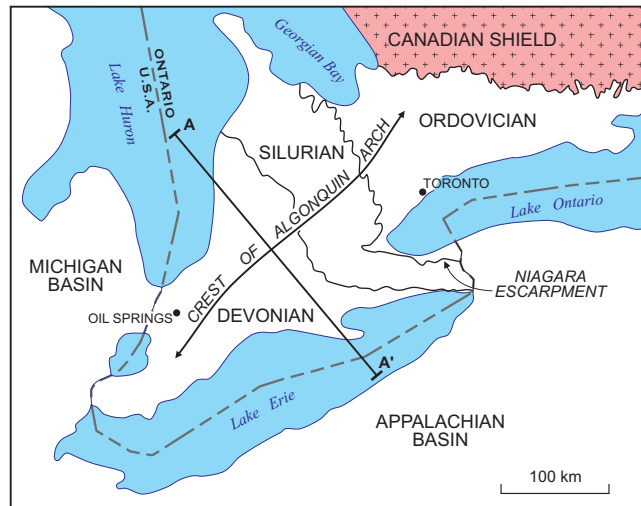 CANADIAN SHIELD
Georgian Bay
ONTARIO
U.S.A.
Lake Huron
A
ORDOVICIAN
SILURIAN
CREST OF ALGONQUIN ARCH
TORONTO
Lake Ontario
MICHIGAN
BASIN
NIAGARA
ESCARPMENT
OIL SPRINGS
DEVONIAN
A'
Lake Erie
APPALACHIAN
BASIN
100 km